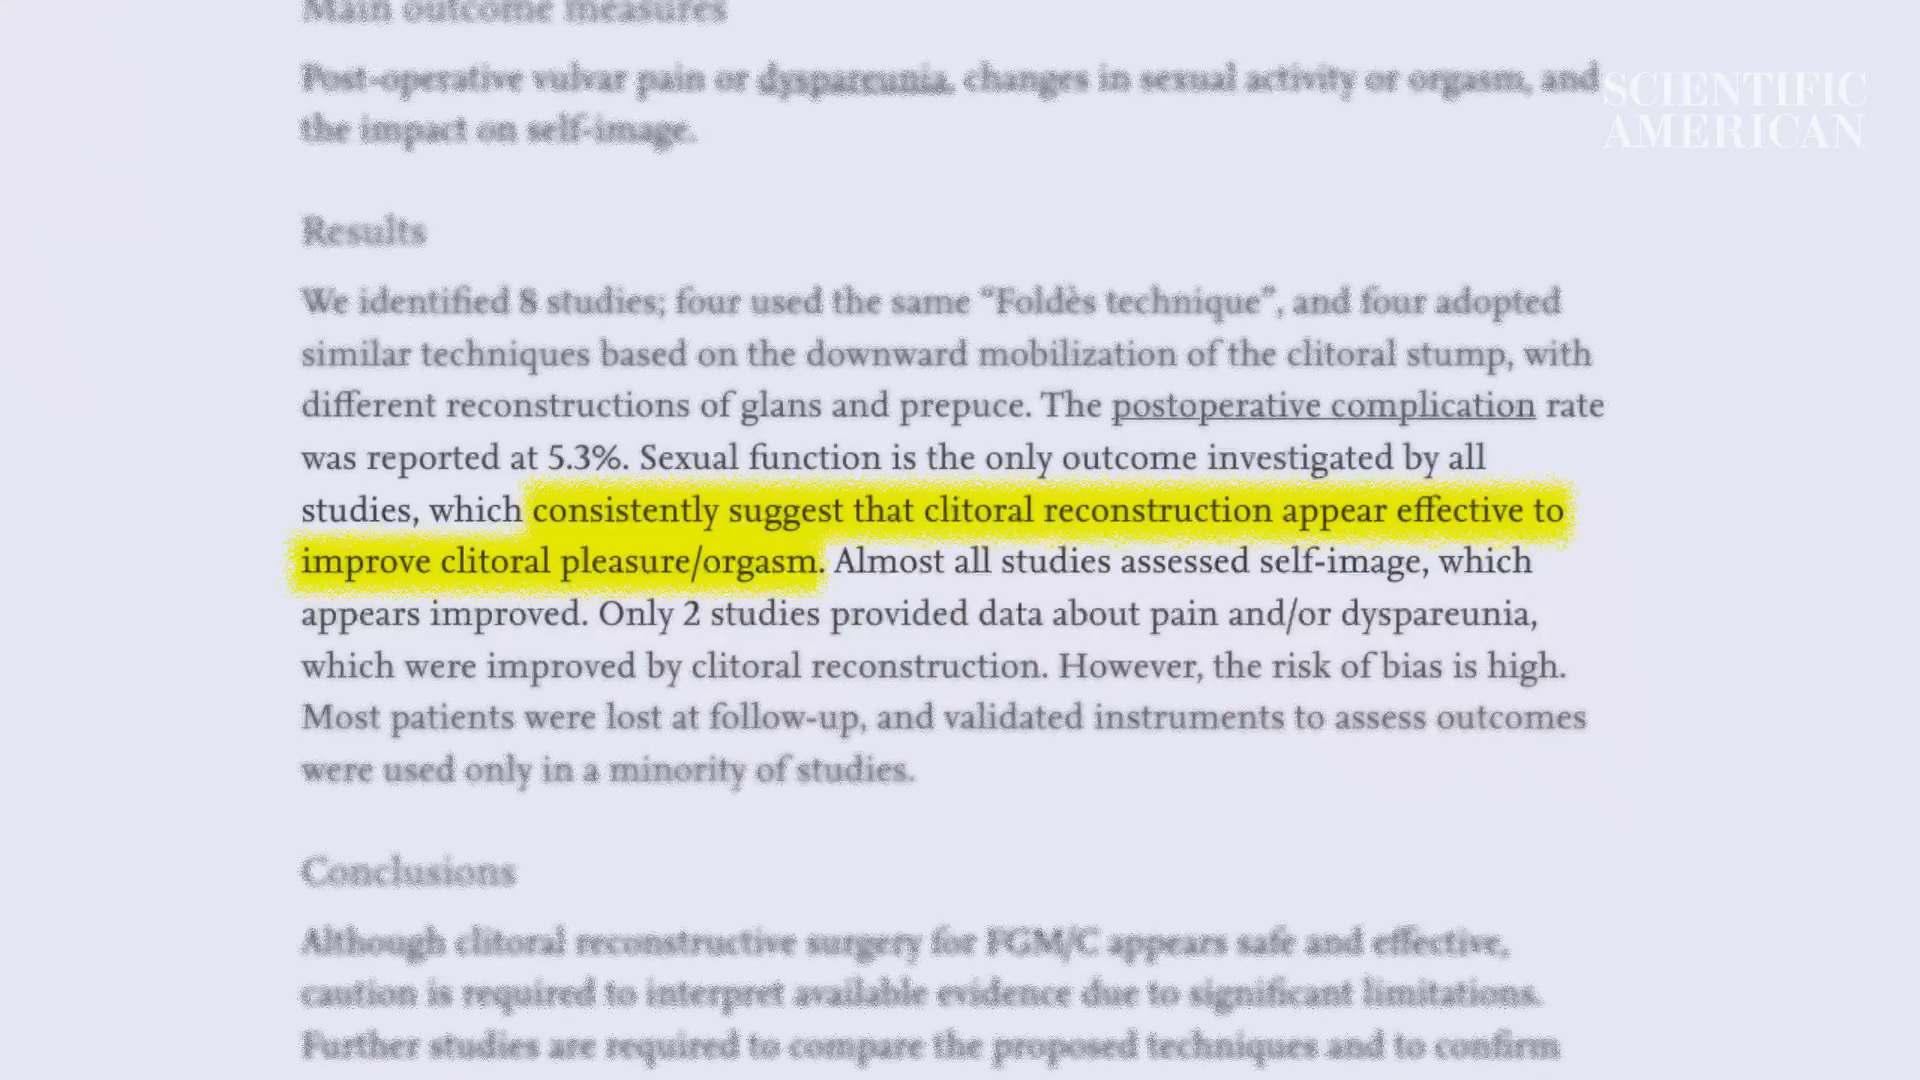 Main outcome measures
Post-operative vulvar pain or dyspareunia, changes in sexual activity or orgasm, and
the impact on self-image.
SCIENTIFIC
AMERICAN
Results
We identified 8 studies; four used the same “Foldès technique”, and four adopted
similar techniques based on the downward mobilization of the clitoral stump, with
different reconstructions of glans and prepuce. The postoperative complication rate
was reported at 5.3%. Sexual function is the only outcome investigated by all
studies, which consistently suggest that clitoral reconstruction appear effective to
improve clitoral pleasure/orgasm. Almost all studies assessed self-image, which
appears improved. Only 2 studies provided data about pain and/or dyspareunia,
which were improved by clitoral reconstruction. However, the risk of bias is high.
Most patients were lost at follow-up, and validated instruments to assess outcomes
were used only in a minority of studies.
Conclusions
Although clitoral reconstructive surgery for FGM/C appears safe and effective,
caution is required to interpret available evidence due to significant limitations.
Further studies are required to compare the proposed techniques and to confirm